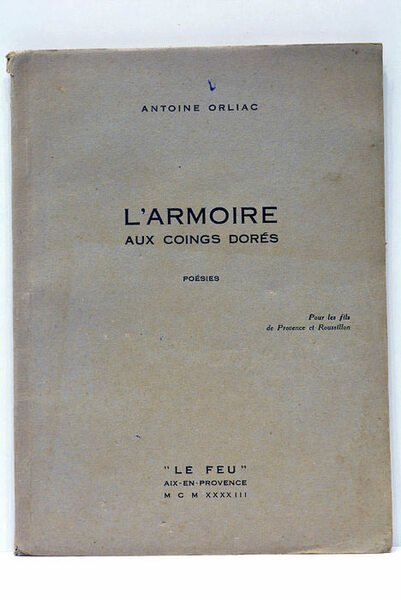 ANTOINE ORLIAC
L'ARMOIRE
AUX COINGS DORÉS
POÉSIES
Pour les fils
de Provence et Roussillon
"LE FEU"
AIX-EN-PROVENCE
MCMXXXXIII